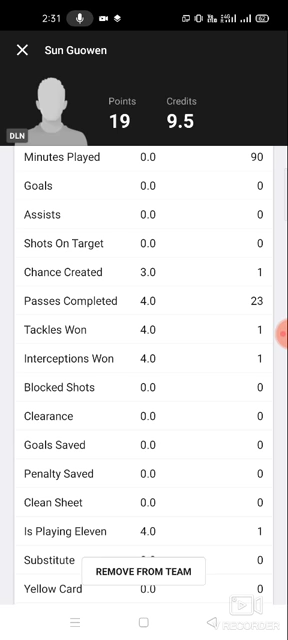 2:31 62
Sun Guowen
DLN
Points Credits
19 9.5
Minutes Played 0.0 90
Goals 0.0 0
Assists 0.0 0
Shots On Target 0.0 0
Chance Created 3.0 1
Passes Completed 4.0 23
Tackles Won 4.0 1
Interceptions Won 4.0 1
Blocked Shots 0.0 0
Clearance 0.0 0
Goals Saved 0.0 0
Penalty Saved 0.0 0
Clean Sheet 0.0 0
Is Playing Eleven 4.0 1
Substitute 0
REMOVE FROM TEAM
Yellow Card 0.0 0
RECORDER